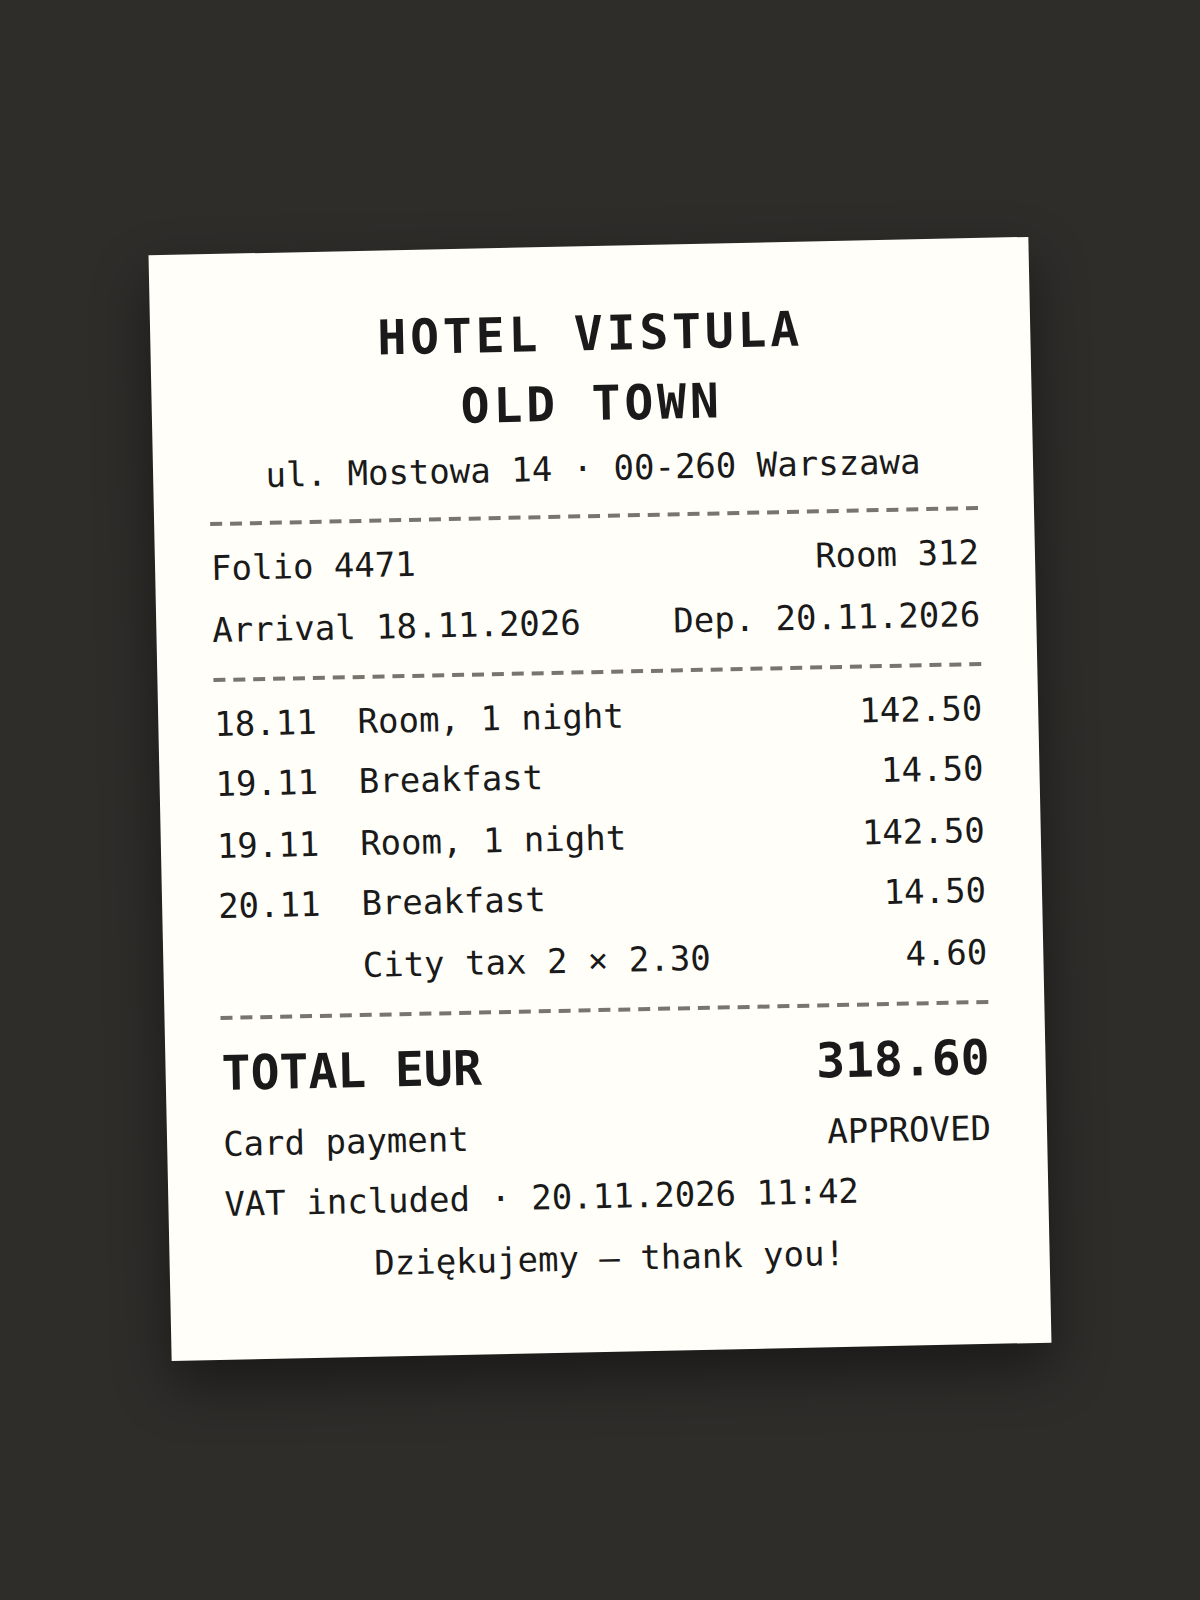 HOTEL VISTULA
OLD TOWN
ul. Mostowa 14 · 00-260 Warszawa
Folio 4471 Room 312
Arrival 18.11.2026 Dep. 20.11.2026
18.11 Room, 1 night 142.50
19.11 Breakfast 14.50
19.11 Room, 1 night 142.50
20.11 Breakfast 14.50
City tax 2 × 2.30 4.60
TOTAL EUR 318.60
Card payment APPROVED
VAT included · 20.11.2026 11:42
Dziękujemy — thank you!